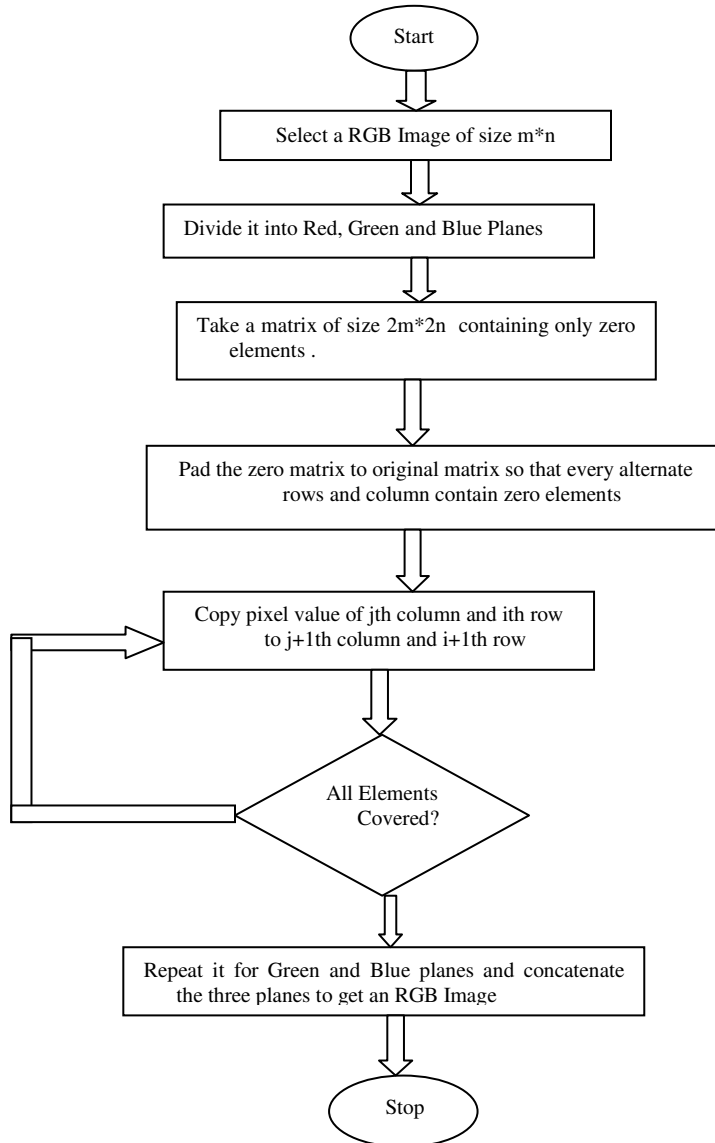 Start
Select a RGB Image of size m*n
Divide it into Red, Green and Blue Planes
Take a matrix of size 2m*2n containing only zero
elements .
Pad the zero matrix to original matrix so that every alternate
rows and column contain zero elements
Copy pixel value of jth column and ith row
to j+1th column and i+1th row
All Elements
Covered?
Repeat it for Green and Blue planes and concatenate
the three planes to get an RGB Image
Stop